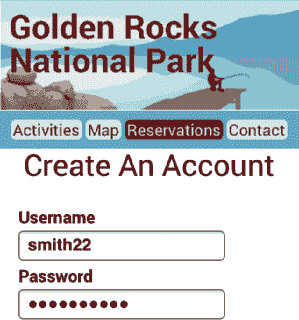 Golden Rocks
National Park
Activities Map Reservations Contact
Create An Account
Username
smith22
Password
●●●●●●●●●●